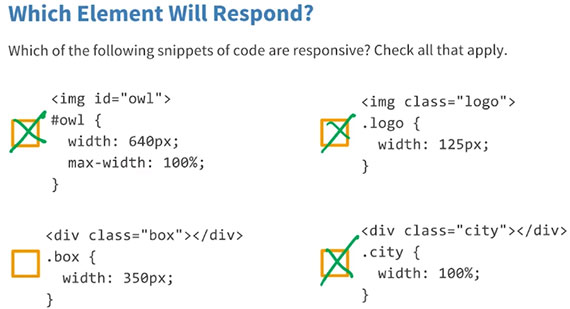 Which Element Will Respond?
Which of the following snippets of code are responsive? Check all that apply.
<img id="owl">
#owl {
width: 640px;
max-width: 100%;
}
<img class="logo">
.logo {
width: 125px;
}
<div class="box"></div>
.box {
width: 350px;
}
<div class="city"></div>
.city {
width: 100%;
}